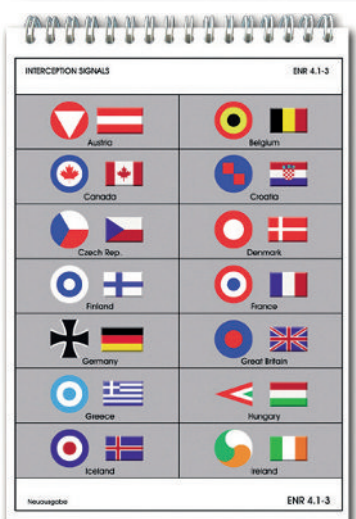 INTERCEPTION SIGNALS ENR 4.1-3
Austria Belgium
Canada Croatia
Czech Rep. Denmark
Finland France
Germany Great Britain
Greece Hungary
Iceland Ireland
Neuausgabe ENR 4.1-3